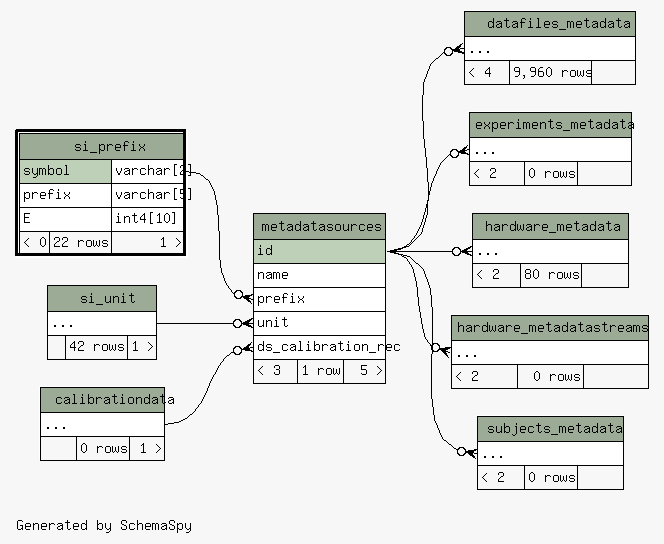 datafiles_metadata
...
< 4 9,960 rows
experiments_metadata
...
< 2 0 rows
si_prefix
symbol varchar[2]
prefix varchar[5]
E int4[10]
< 0 22 rows 1 >
metadatasources
id
name
prefix
unit
ds_calibration_rec
< 3 1 row 5 >
hardware_metadata
...
< 2 80 rows
si_unit
...
42 rows 1 >
hardware_metadatastreams
...
< 2 0 rows
calibrationdata
...
0 rows 1 >
subjects_metadata
...
< 2 0 rows
Generated by SchemaSpy